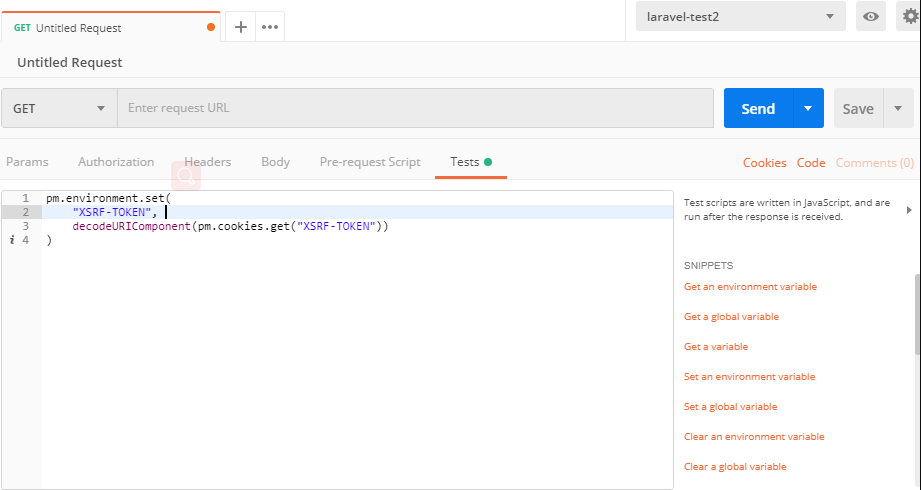 GET Untitled Request
laravel-test2
Untitled Request
GET
Enter request URL
Send
Save
Params
Authorization
Headers
Body
Pre-request Script
Tests
Cookies
Code
Comments (0)
1 pm.environment.set(
2 "XSRF-TOKEN",
3 decodeURIComponent(pm.cookies.get("XSRF-TOKEN"))
i 4 )
Test scripts are written in JavaScript, and are
run after the response is received.
SNIPPETS
Get an environment variable
Get a global variable
Get a variable
Set an environment variable
Set a global variable
Clear an environment variable
Clear a global variable